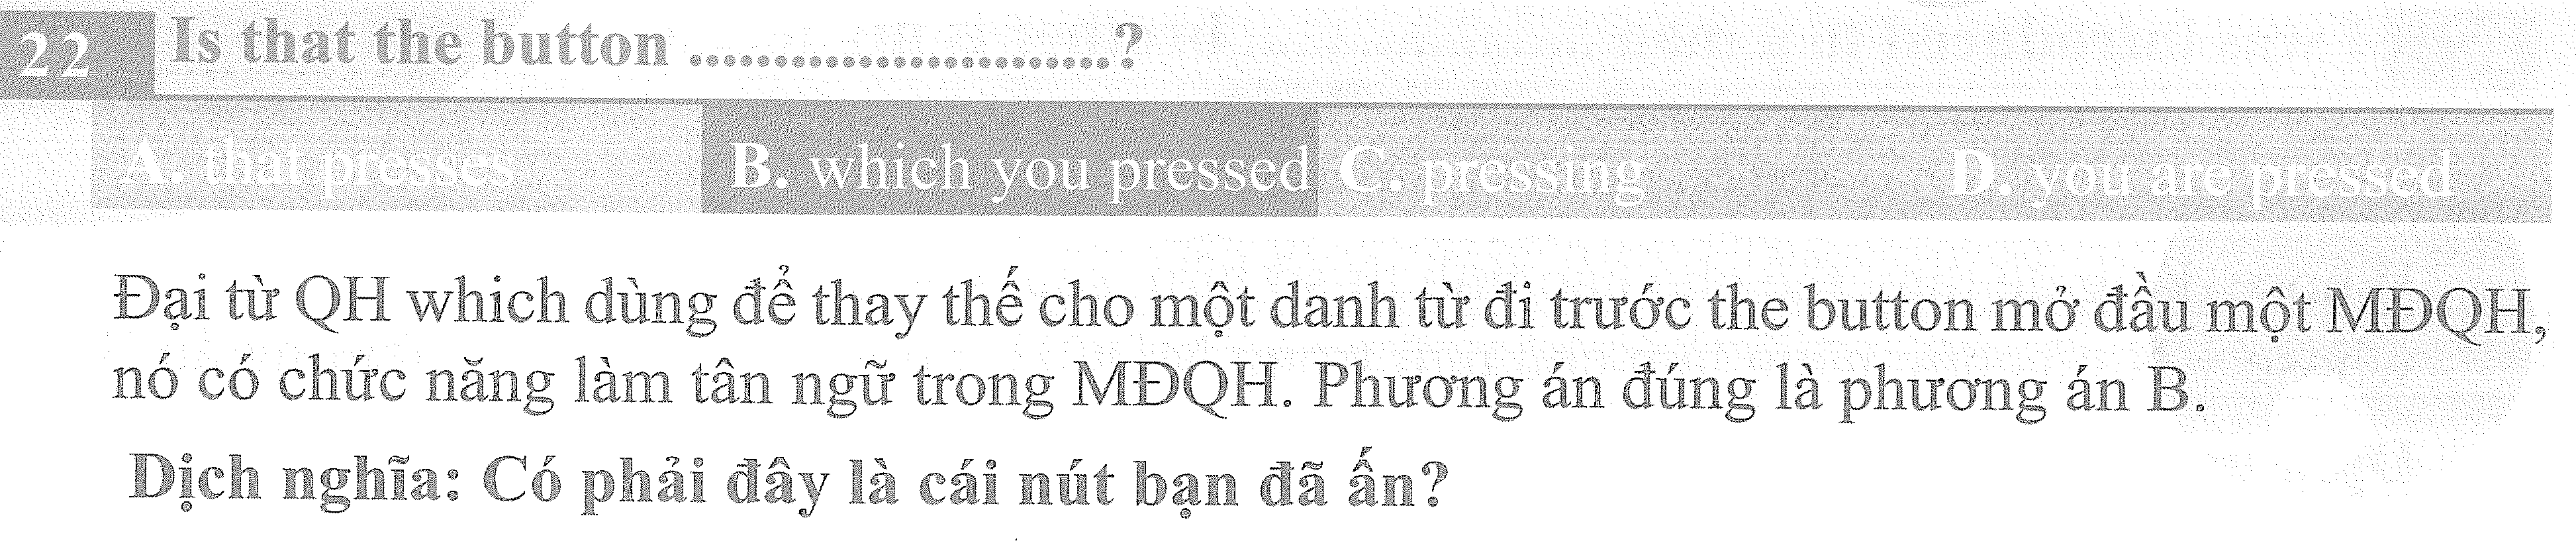 22 Is that the button .........................?
A. that presses B. which you pressed C. pressing D. you are pressed
Đại từ QH which dùng để thay thế cho một danh từ đi trước the button mở đầu một MĐQH,
nó có chức năng làm tân ngữ trong MĐQH. Phương án đúng là phương án B.
Dịch nghĩa: Có phải đây là cái nút bạn đã ấn?